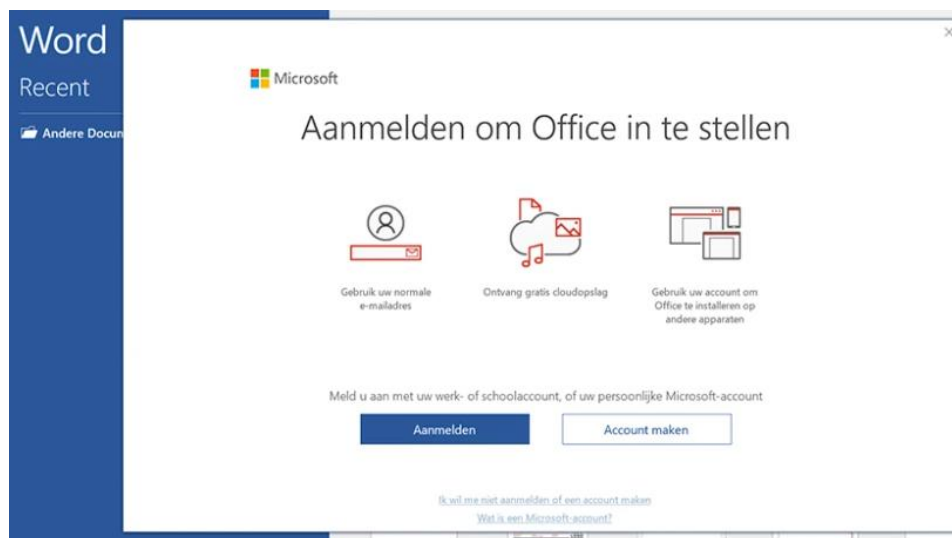 Word
Recent
Andere Docun
Microsoft
Aanmelden om Office in te stellen
Gebruik uw normale
e-mailadres
Ontvang gratis cloudopslag
Gebruik uw account om
Office te installeren op
andere apparaten
Meld u aan met uw werk- of schoolaccount, of uw persoonlijke Microsoft-account
Aanmelden
Account maken
Ik wil me niet aanmelden of een account maken
Wat is een Microsoft-account?